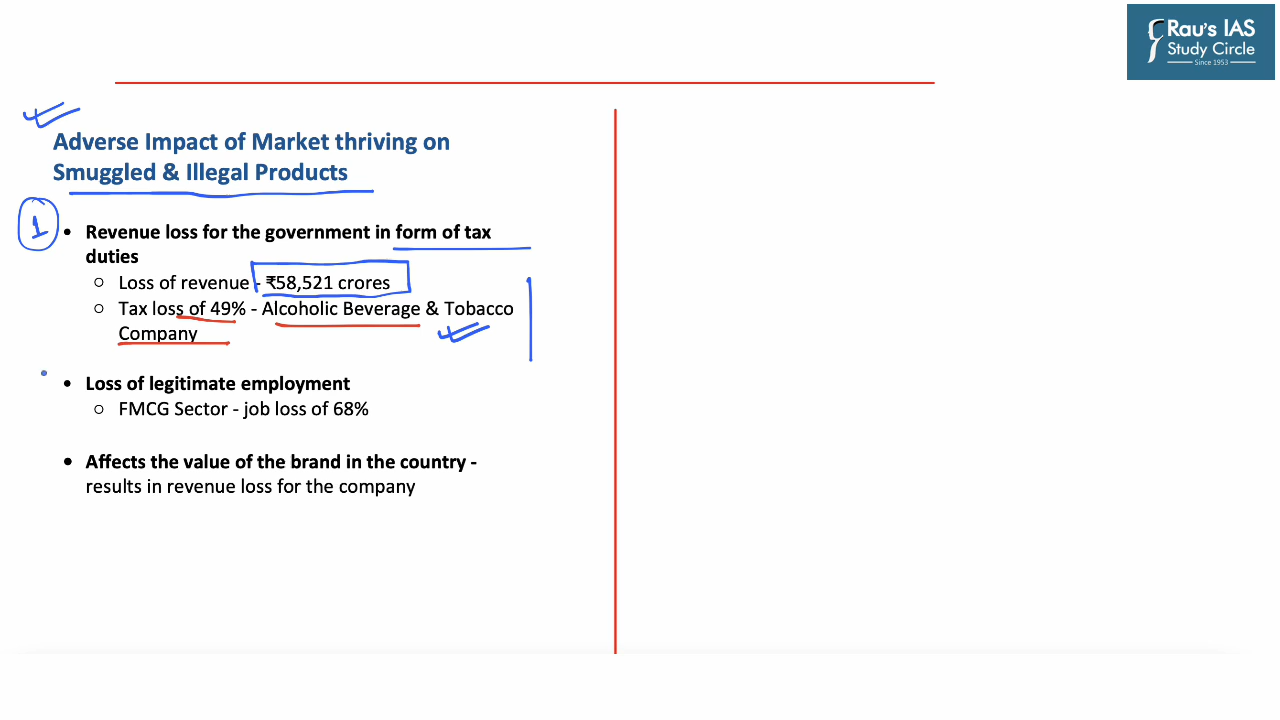 Rau's IAS
Study Circle
Since 1953
Adverse Impact of Market thriving on
Smuggled & Illegal Products
1
• Revenue loss for the government in form of tax
duties
○ Loss of revenue - ₹58,521 crores
○ Tax loss of 49% - Alcoholic Beverage & Tobacco
Company
• Loss of legitimate employment
○ FMCG Sector - job loss of 68%
• Affects the value of the brand in the country -
results in revenue loss for the company